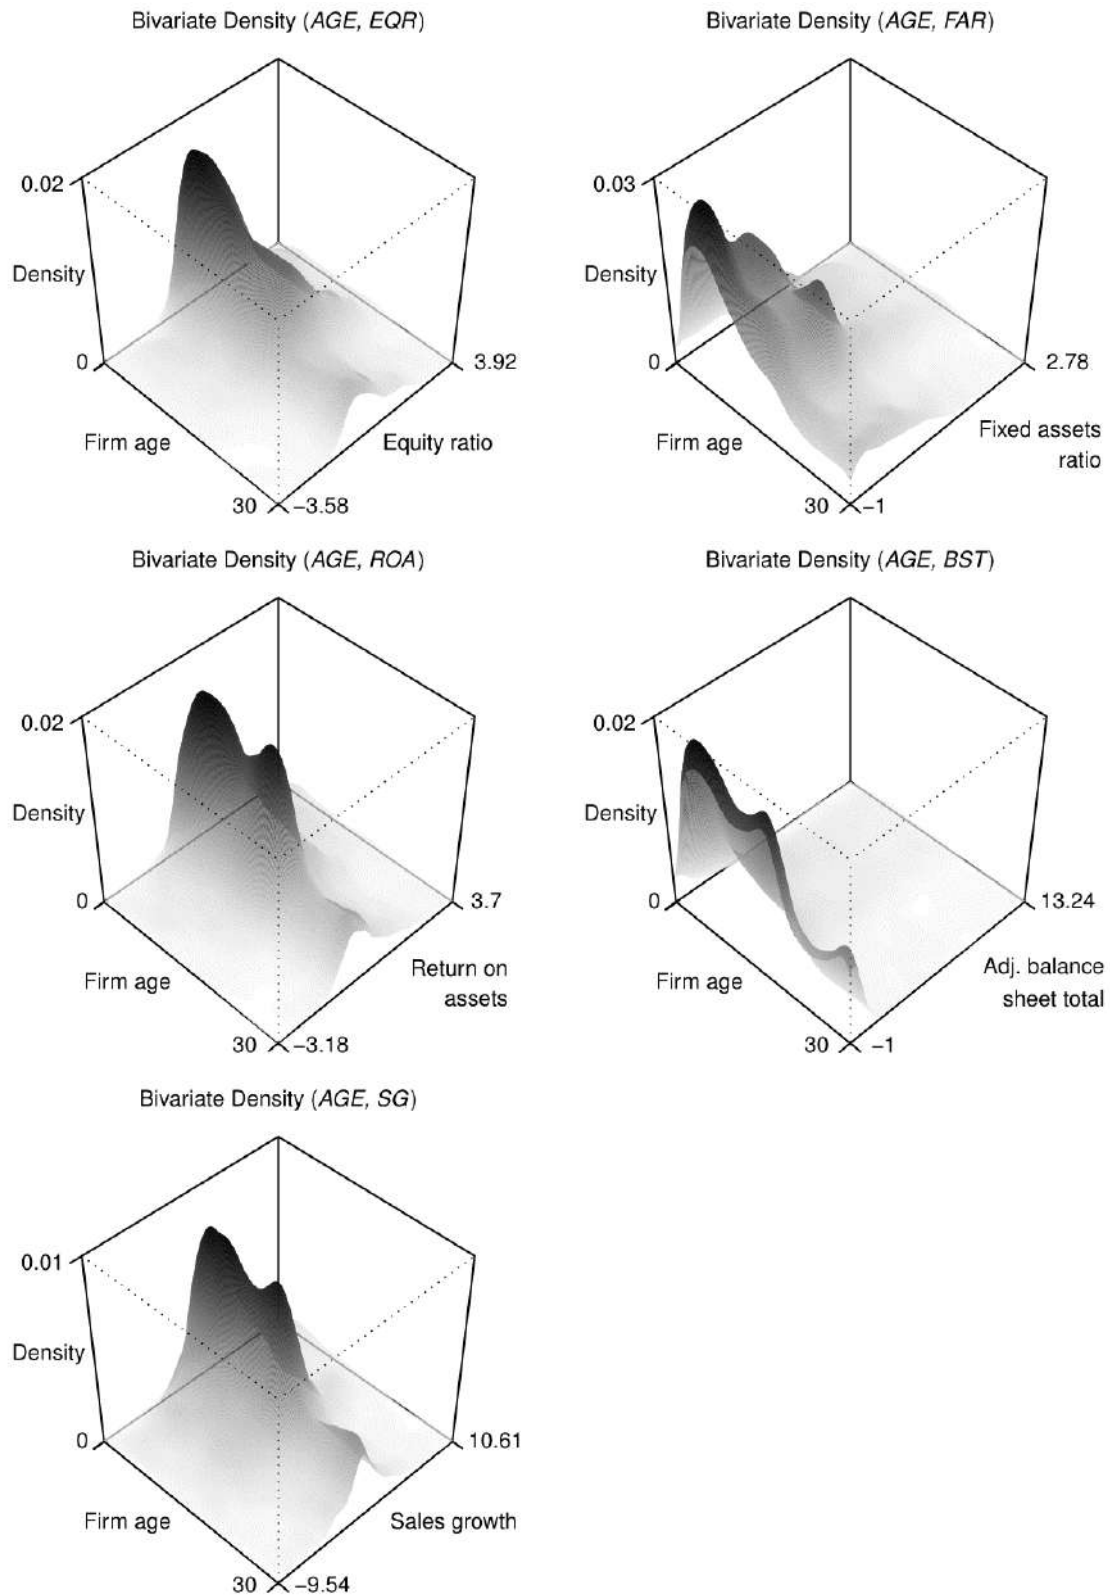 Bivariate Density (AGE, EQR)
0.02
Density
0
3.92
Firm age
Equity ratio
30
−3.58
Bivariate Density (AGE, FAR)
0.03
Density
0
2.78
Firm age
Fixed assets
ratio
30
−1
Bivariate Density (AGE, ROA)
0.02
Density
0
3.7
Firm age
Return on
assets
30
−3.18
Bivariate Density (AGE, BST)
0.02
Density
0
13.24
Firm age
Adj. balance
sheet total
30
−1
Bivariate Density (AGE, SG)
0.01
Density
0
10.61
Firm age
Sales growth
30
−9.54